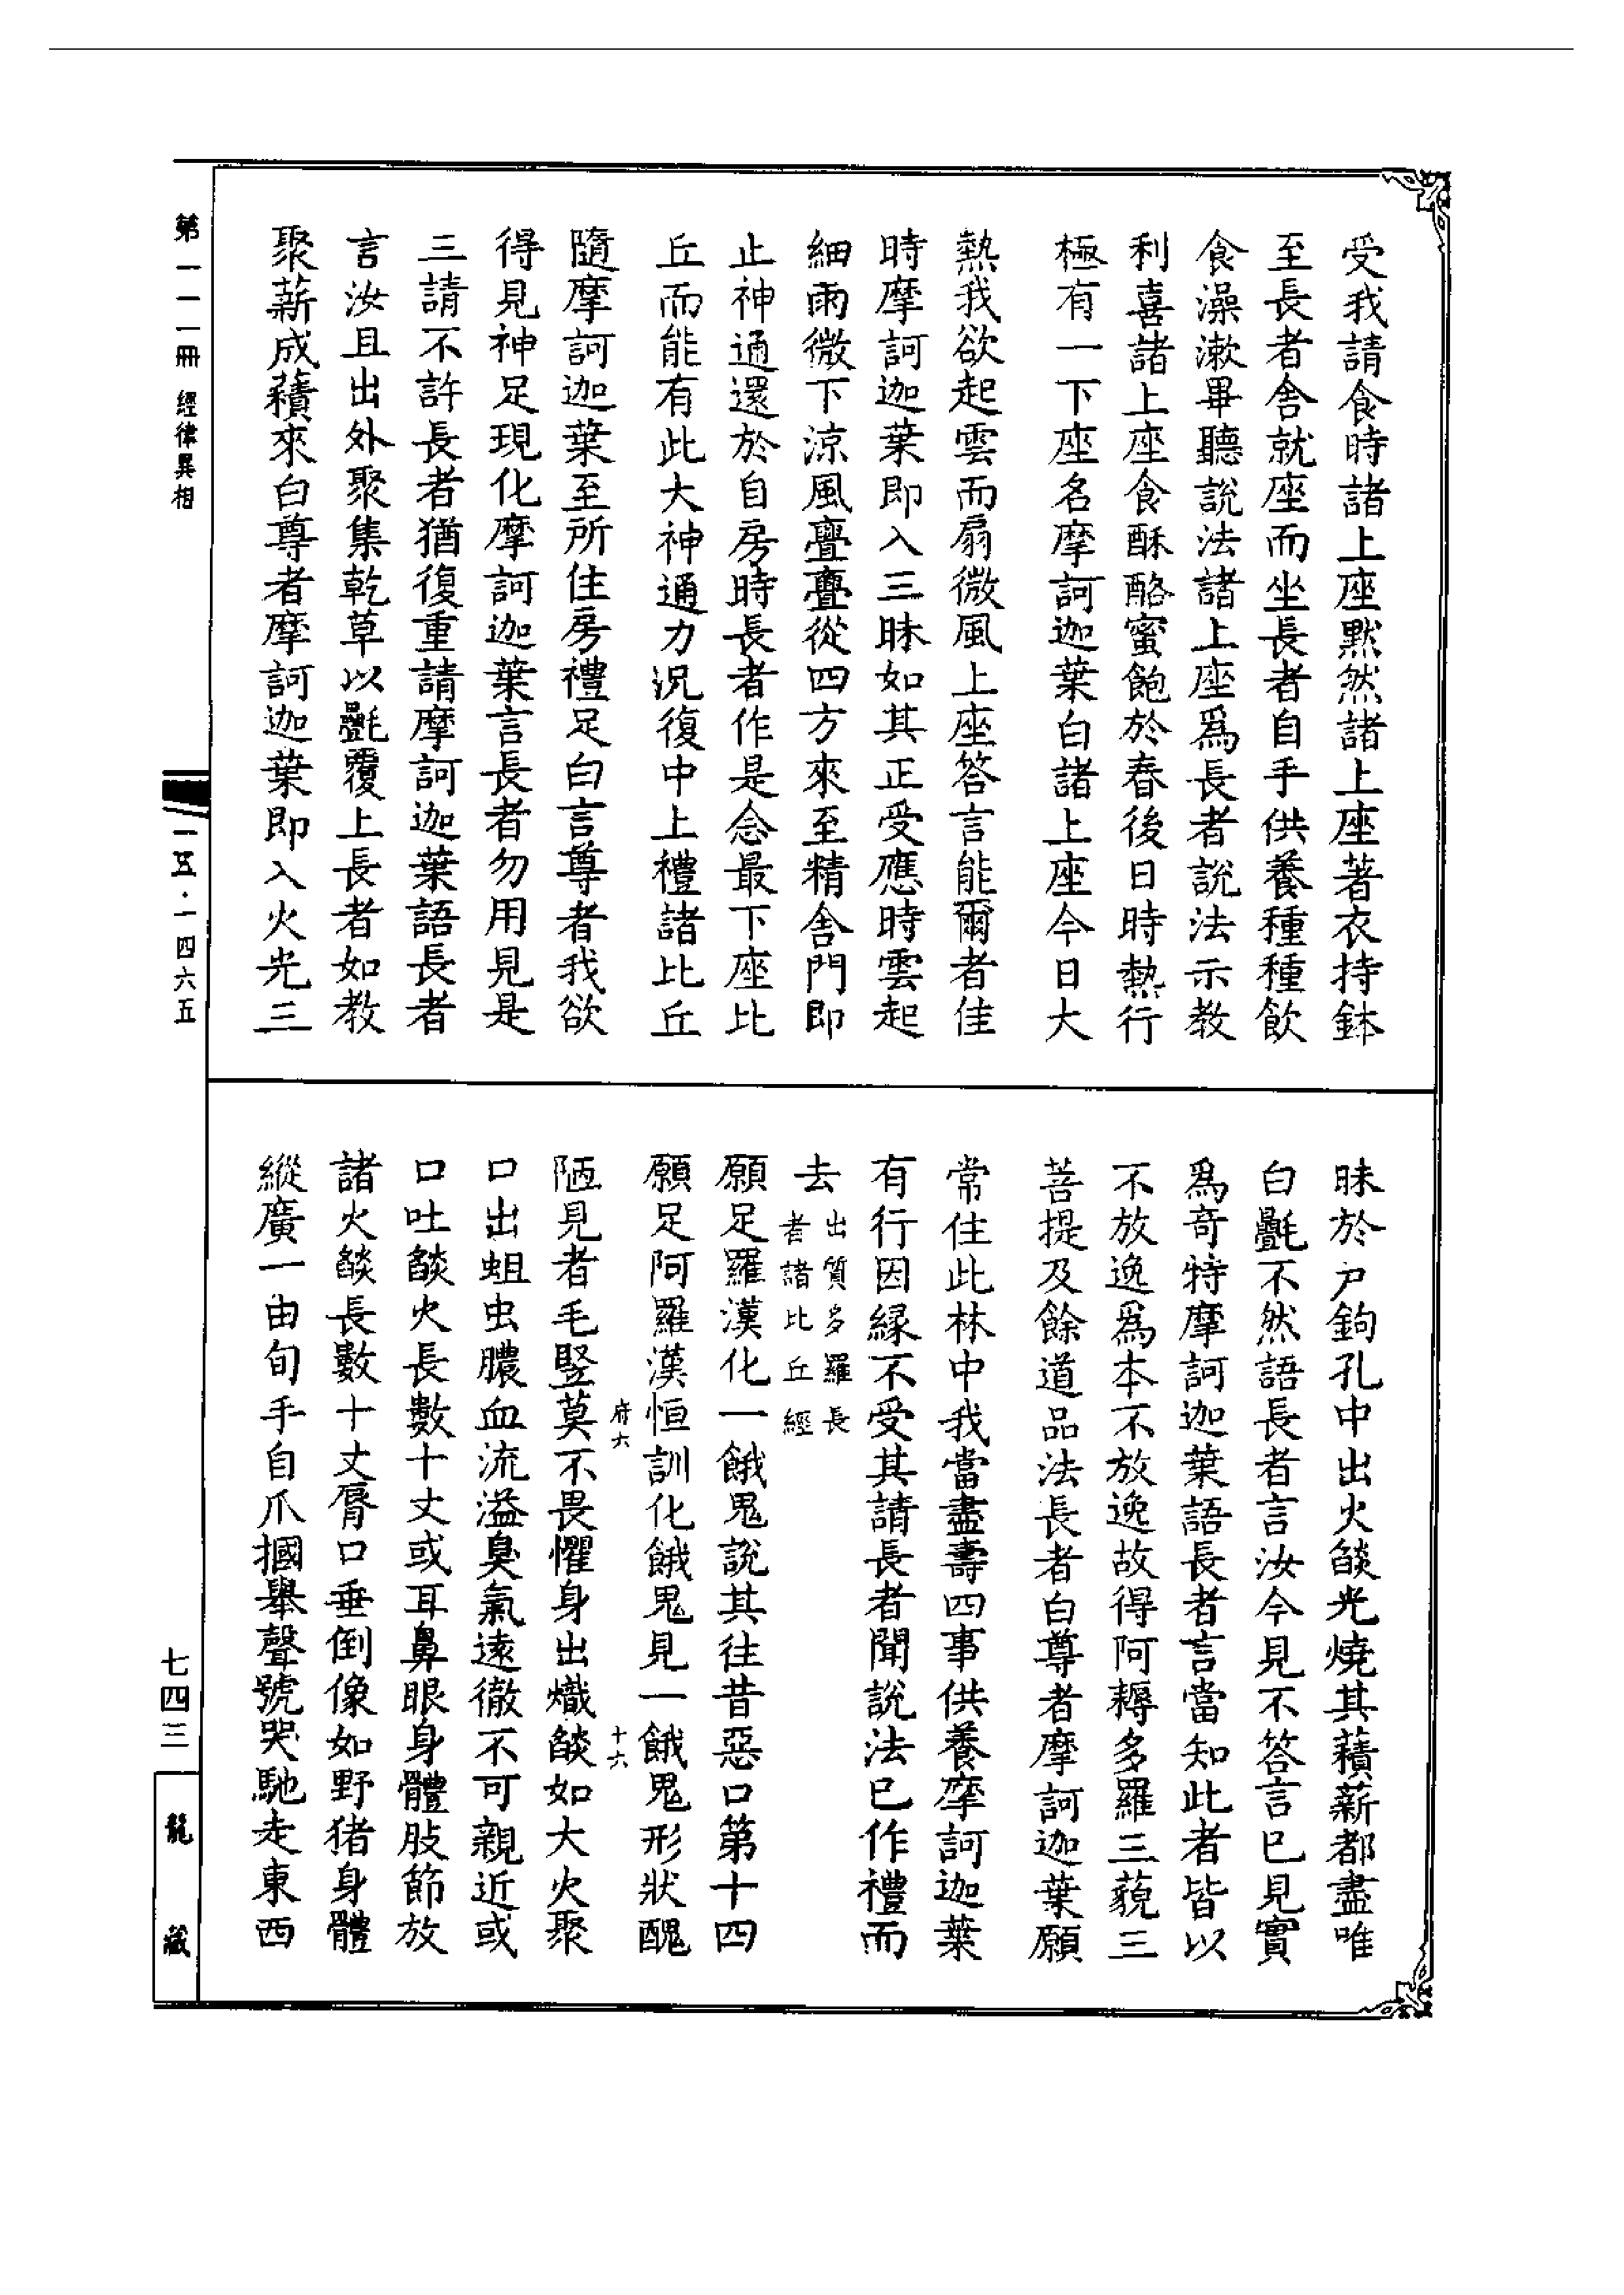 受我請食時諸上座默然諸上座著衣持鉢
至長者舍就座而坐長者自手供養種種飲
食澡漱畢聽說法諸上座爲長者說法示教
利喜諸上座食酥酪蜜飽於春後日時熱行
極有一下座名摩訶迦葉白諸上座今日大
熱我欲起雲而扇微風上座答言能爾者佳
時摩訶迦葉即入三昧如其正受應時雲起
細雨微下涼風亹亹從四方來至精舍門即
止神通還於自房時長者作是念最下座比
丘而能有此大神通力況復中上禮諸比丘
隨摩訶迦葉至所住房禮足白言尊者我欲
得見神足現化摩訶迦葉言長者勿用見是
三請不許長者猶復重請摩訶迦葉語長者
言汝且出外聚集乾草以㲲覆上長者如教
聚薪成䕆來白尊者摩訶迦葉即入火光三
昧於戶鉤孔中出火燄光燒其䕆薪都盡唯
白㲲不然語長者言汝今見不答言已見實
爲奇特摩訶迦葉語長者言當知此者皆以
不放逸爲本不放逸故得阿耨多羅三藐三
菩提及餘道品法長者白尊者摩訶迦葉願
常住此林中我當盡壽四事供養摩訶迦葉
有行因緣不受其請長者聞說法已作禮而
去出質多羅長者諸比丘經
願足羅漢化一餓鬼說其往昔惡口第十四
願足阿羅漢恒訓化餓鬼見一餓鬼形狀醜
府六 十六
陋見者毛竪莫不畏懼身出熾燄如大火聚
口出蛆虫膿血流溢臭氣遠徹不可親近或
口吐燄火長數十丈或耳鼻眼身體肢節放
諸火燄長數十丈脣口垂倒像如野猪身體
縱廣一由旬手自爪摑舉聲號哭馳走東西
第一一一冊 經律異相
一五·一四六五
七四三
龍藏